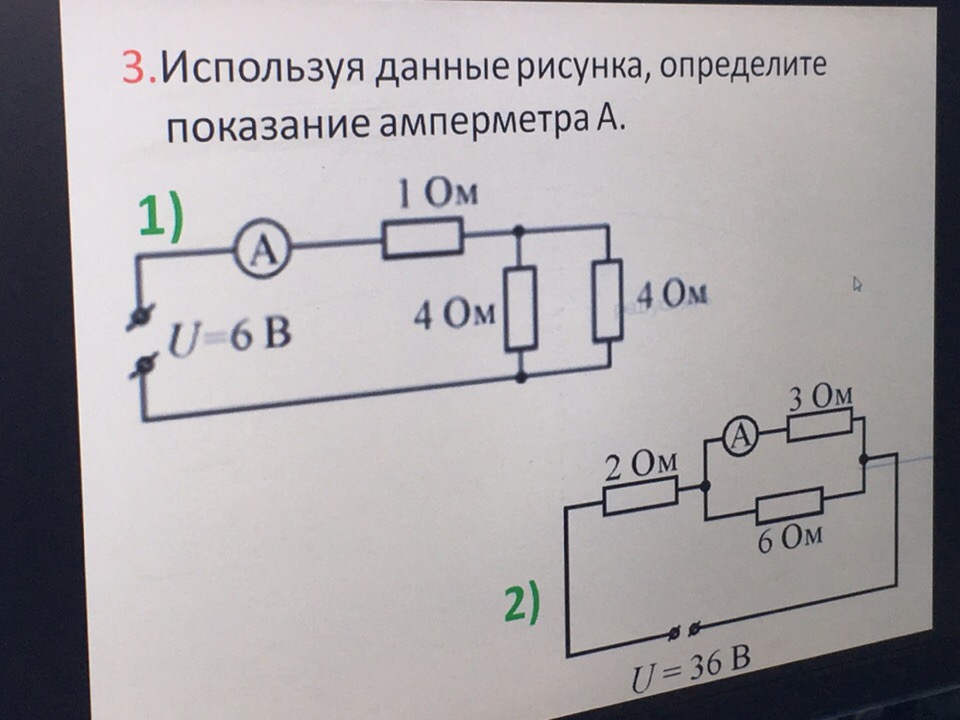 3.Используя данные рисунка, определите
показание амперметра А.
1)
1 Ом
A
4 Ом
4 Ом
U=6 В
3 Ом
A
2 Ом
6 Ом
2)
U = 36 В